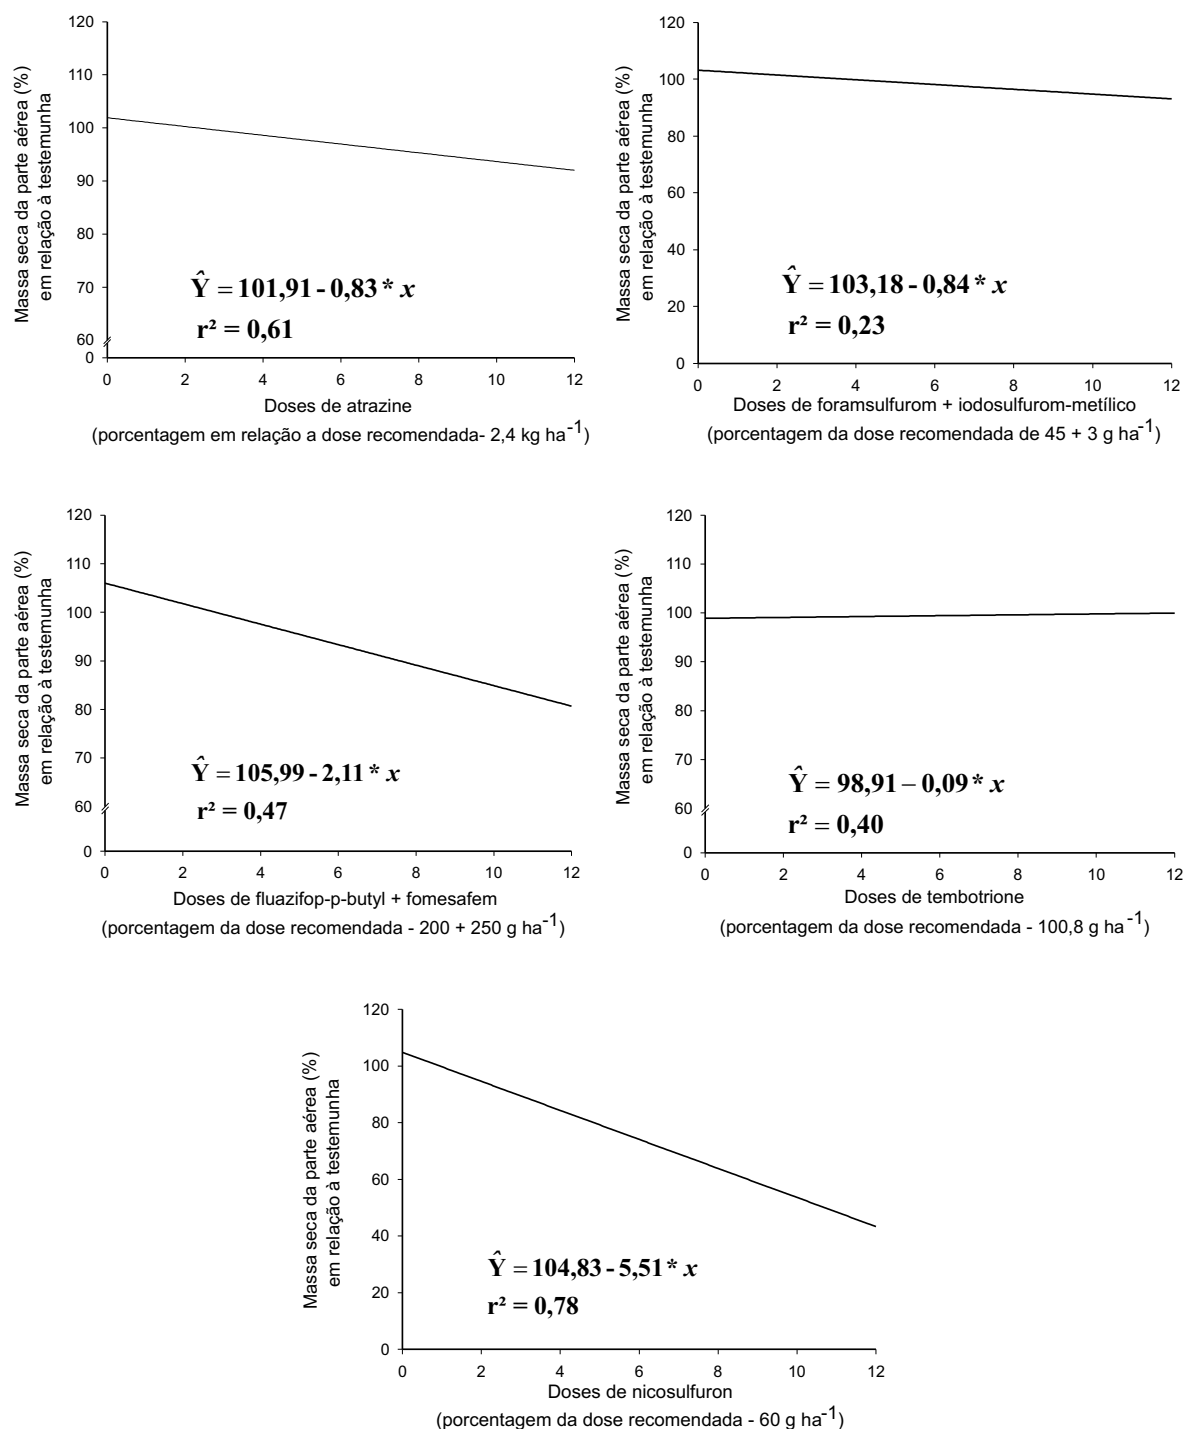 Massa seca da parte aérea (%)
em relação à testemunha
120
110
100
90
80
70
60
0
Ŷ = 101,91 - 0,83* x
r² = 0,61
0 2 4 6 8 10 12
Doses de atrazine
(porcentagem em relação a dose recomendada- 2,4 kg ha⁻¹)
Massa seca da parte aérea (%)
em relação à testemunha
120
100
80
60
40
20
0
Ŷ = 103,18 - 0,84* x
r² = 0,23
0 2 4 6 8 10 12
Doses de foramsulfurom + iodosulfurom-metílico
(porcentagem da dose recomendada de 45 + 3 g ha⁻¹)
Massa seca da parte aérea (%)
em relação à testemunha
120
110
100
90
80
70
60
0
Ŷ = 105,99 - 2,11* x
r² = 0,47
0 2 4 6 8 10 12
Doses de fluazifop-p-butyl + fomesafem
(porcentagem da dose recomendada - 200 + 250 g ha⁻¹)
Massa seca da parte aérea (%)
em relação à testemunha
120
110
100
90
80
70
60
0
Ŷ = 98,91 – 0,09* x
r² = 0,40
0 2 4 6 8 10 12
Doses de tembotrione
(porcentagem da dose recomendada - 100,8 g ha⁻¹)
Massa seca da parte aérea (%)
em relação à testemunha
120
100
80
60
40
20
0
Ŷ = 104,83 - 5,51* x
r² = 0,78
0 2 4 6 8 10 12
Doses de nicosulfuron
(porcentagem da dose recomendada - 60 g ha⁻¹)